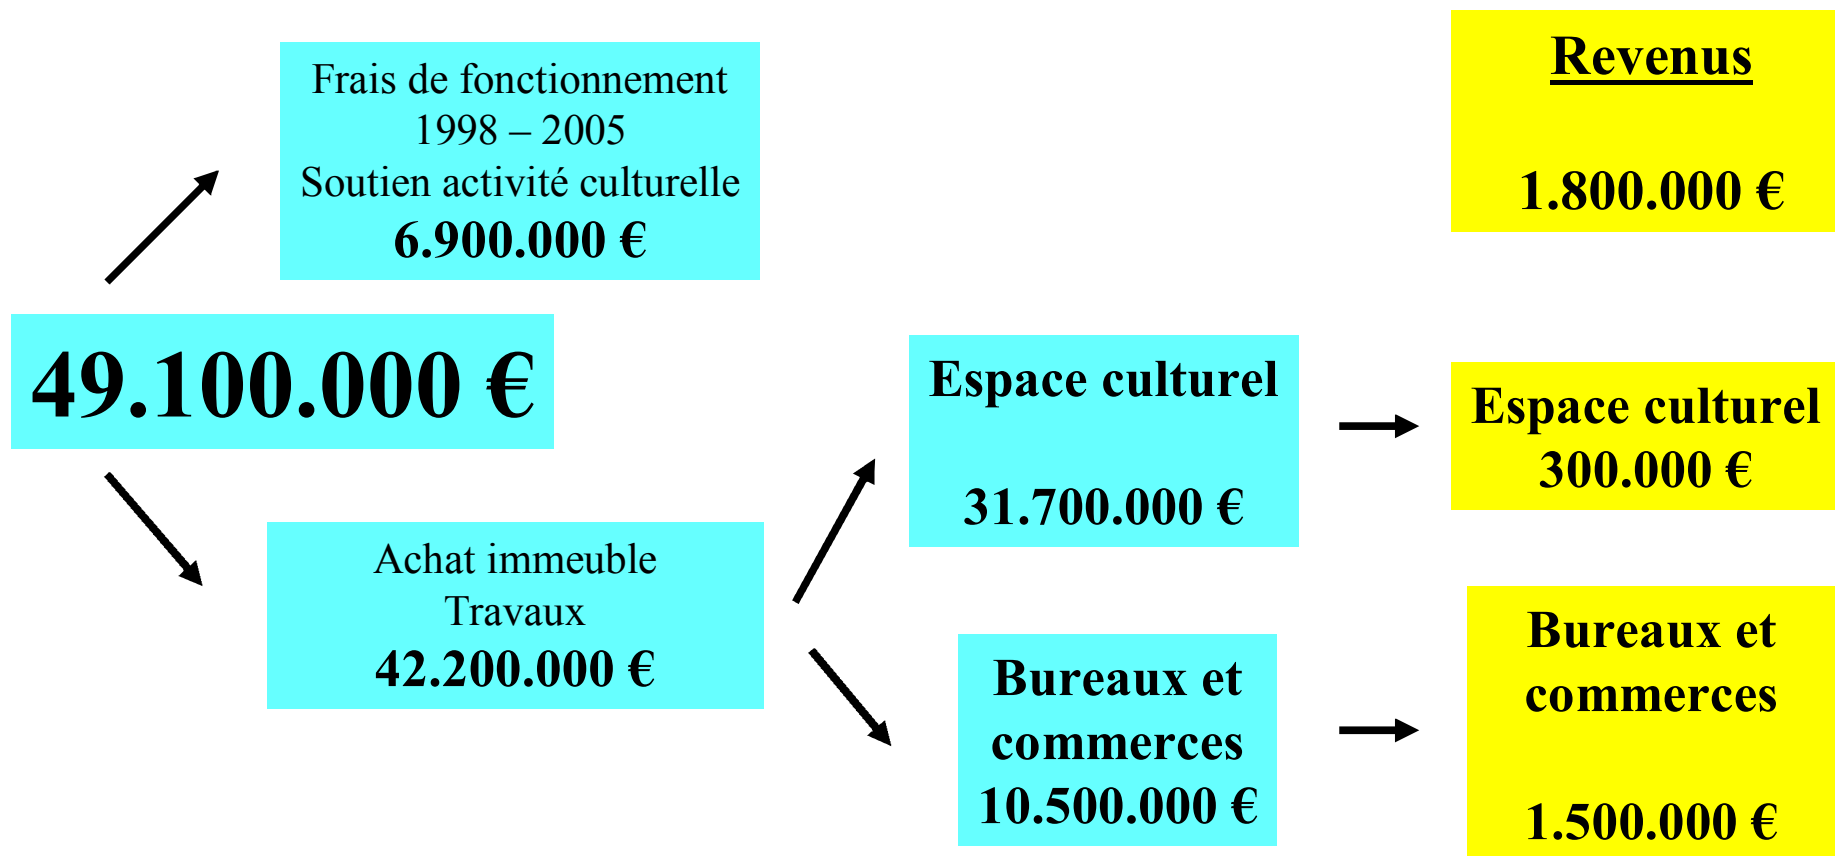 Frais de fonctionnement
1998 – 2005
Soutien activité culturelle
6.900.000 €
49.100.000 €
Achat immeuble
Travaux
42.200.000 €
Espace culturel
31.700.000 €
Bureaux et
commerces
10.500.000 €
Revenus
1.800.000 €
Espace culturel
300.000 €
Bureaux et
commerces
1.500.000 €